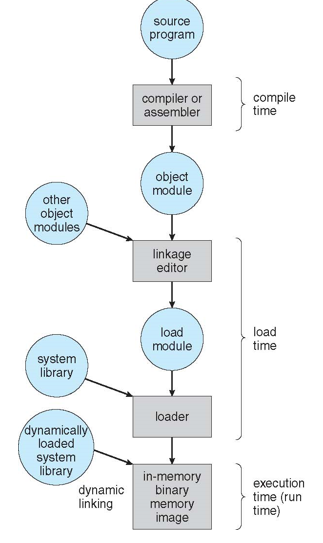 source
program
compiler or
assembler
compile
time
object
module
other
object
modules
linkage
editor
load
module
load
time
system
library
loader
dynamically
loaded
system
library
dynamic
linking
in-memory
binary
memory
image
execution
time (run
time)